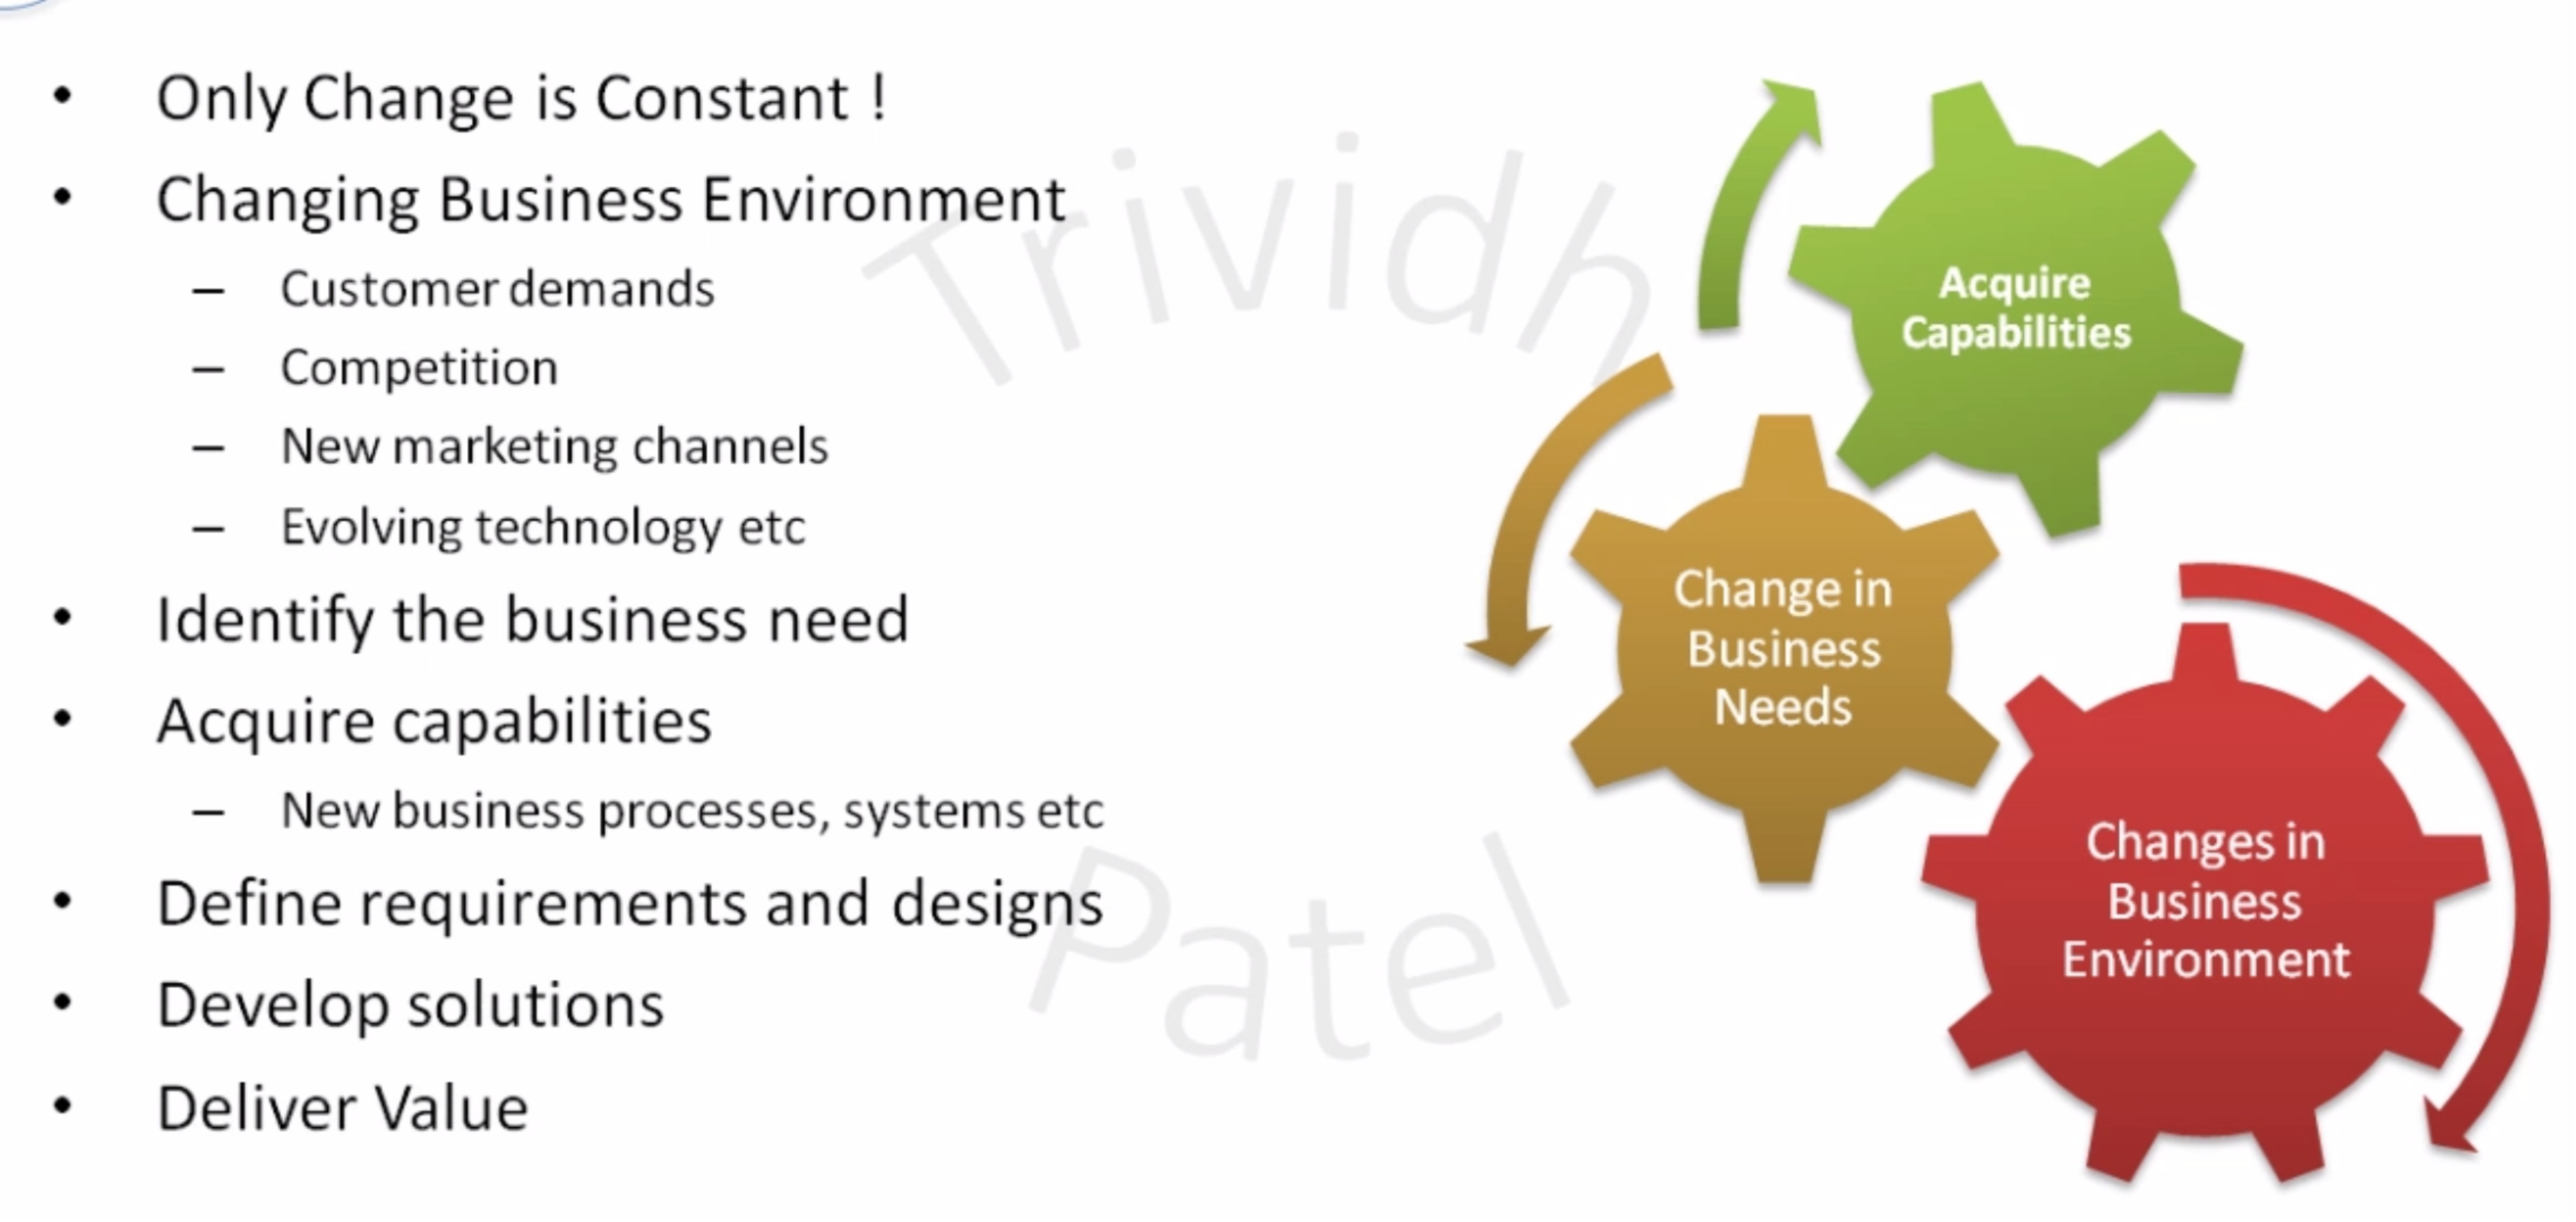 • Only Change is Constant !
• Changing Business Environment
– Customer demands
– Competition
– New marketing channels
– Evolving technology etc
• Identify the business need
• Acquire capabilities
– New business processes, systems etc
• Define requirements and designs
• Develop solutions
• Deliver Value
Acquire
Capabilities
Change in
Business
Needs
Changes in
Business
Environment
Trividh
Patel